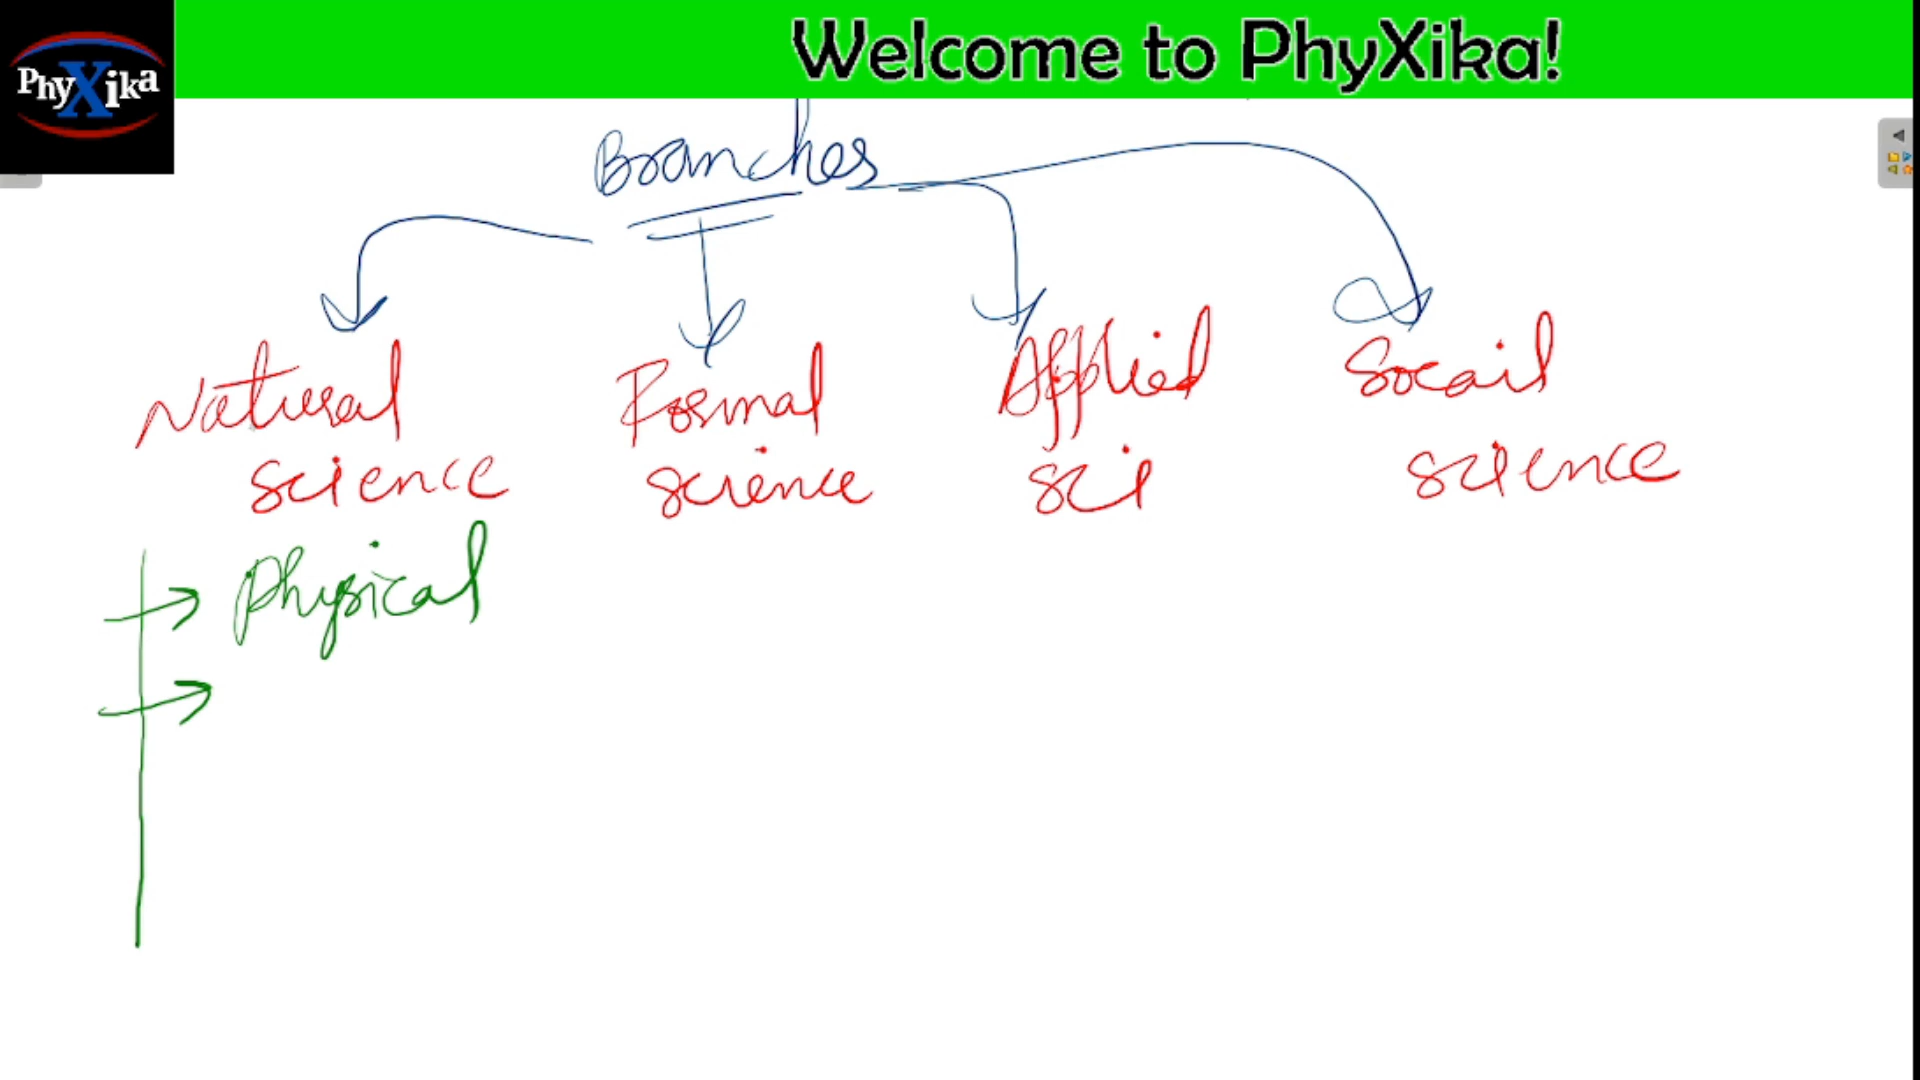 PhyXika
Welcome to PhyXika!
Branches
Natural
science
Formal
science
Applied
sci
Socail
science
Physical